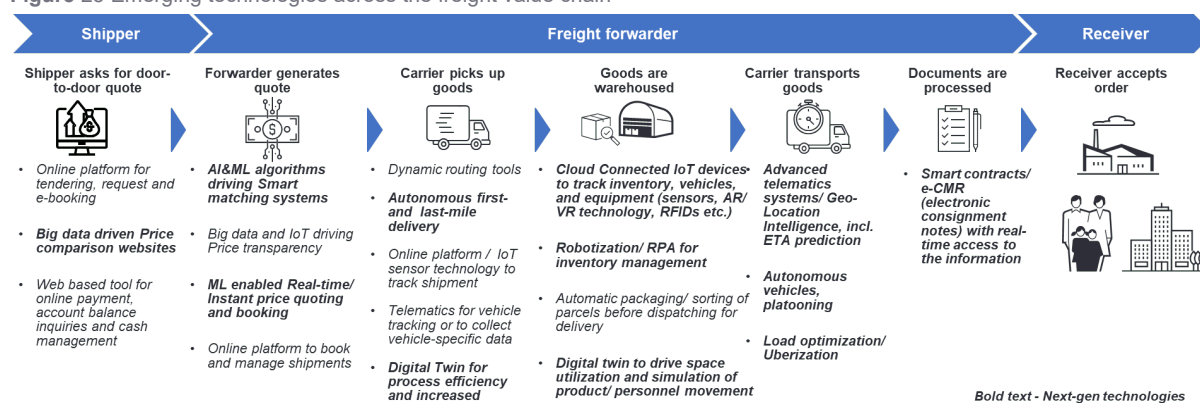 Figure 28 Emerging technologies across the freight value chain
Shipper
Freight forwarder
Receiver
Shipper asks for door-
to-door quote
• Online platform for
tendering, request and
e-booking
• Big data driven Price
comparison websites
• Web based tool for
online payment,
account balance
inquiries and cash
management
Forwarder generates
quote
• AI&ML algorithms
driving Smart
matching systems
• Big data and IoT driving
Price transparency
• ML enabled Real-time/
Instant price quoting
and booking
• Online platform to book
and manage shipments
Carrier picks up
goods
• Dynamic routing tools
• Autonomous first-
and last-mile
delivery
• Online platform / IoT
sensor technology to
track shipment
• Telematics for vehicle
tracking or to collect
vehicle-specific data
• Digital Twin for
process efficiency
and increased
Goods are
warehoused
• Cloud Connected IoT devices
to track inventory, vehicles,
and equipment (sensors, AR/
VR technology, RFIDs etc.)
• Robotization/ RPA for
inventory management
• Automatic packaging/ sorting of
parcels before dispatching for
delivery
• Digital twin to drive space
utilization and simulation of
product/ personnel movement
Carrier transports
goods
• Advanced
telematics
systems/ Geo-
Location
Intelligence, incl.
ETA prediction
• Autonomous
vehicles,
platooning
• Load optimization/
Uberization
Documents are
processed
• Smart contracts/
e-CMR
(electronic
consignment
notes) with real-
time access to
the information
Receiver accepts
order
Bold text - Next-gen technologies